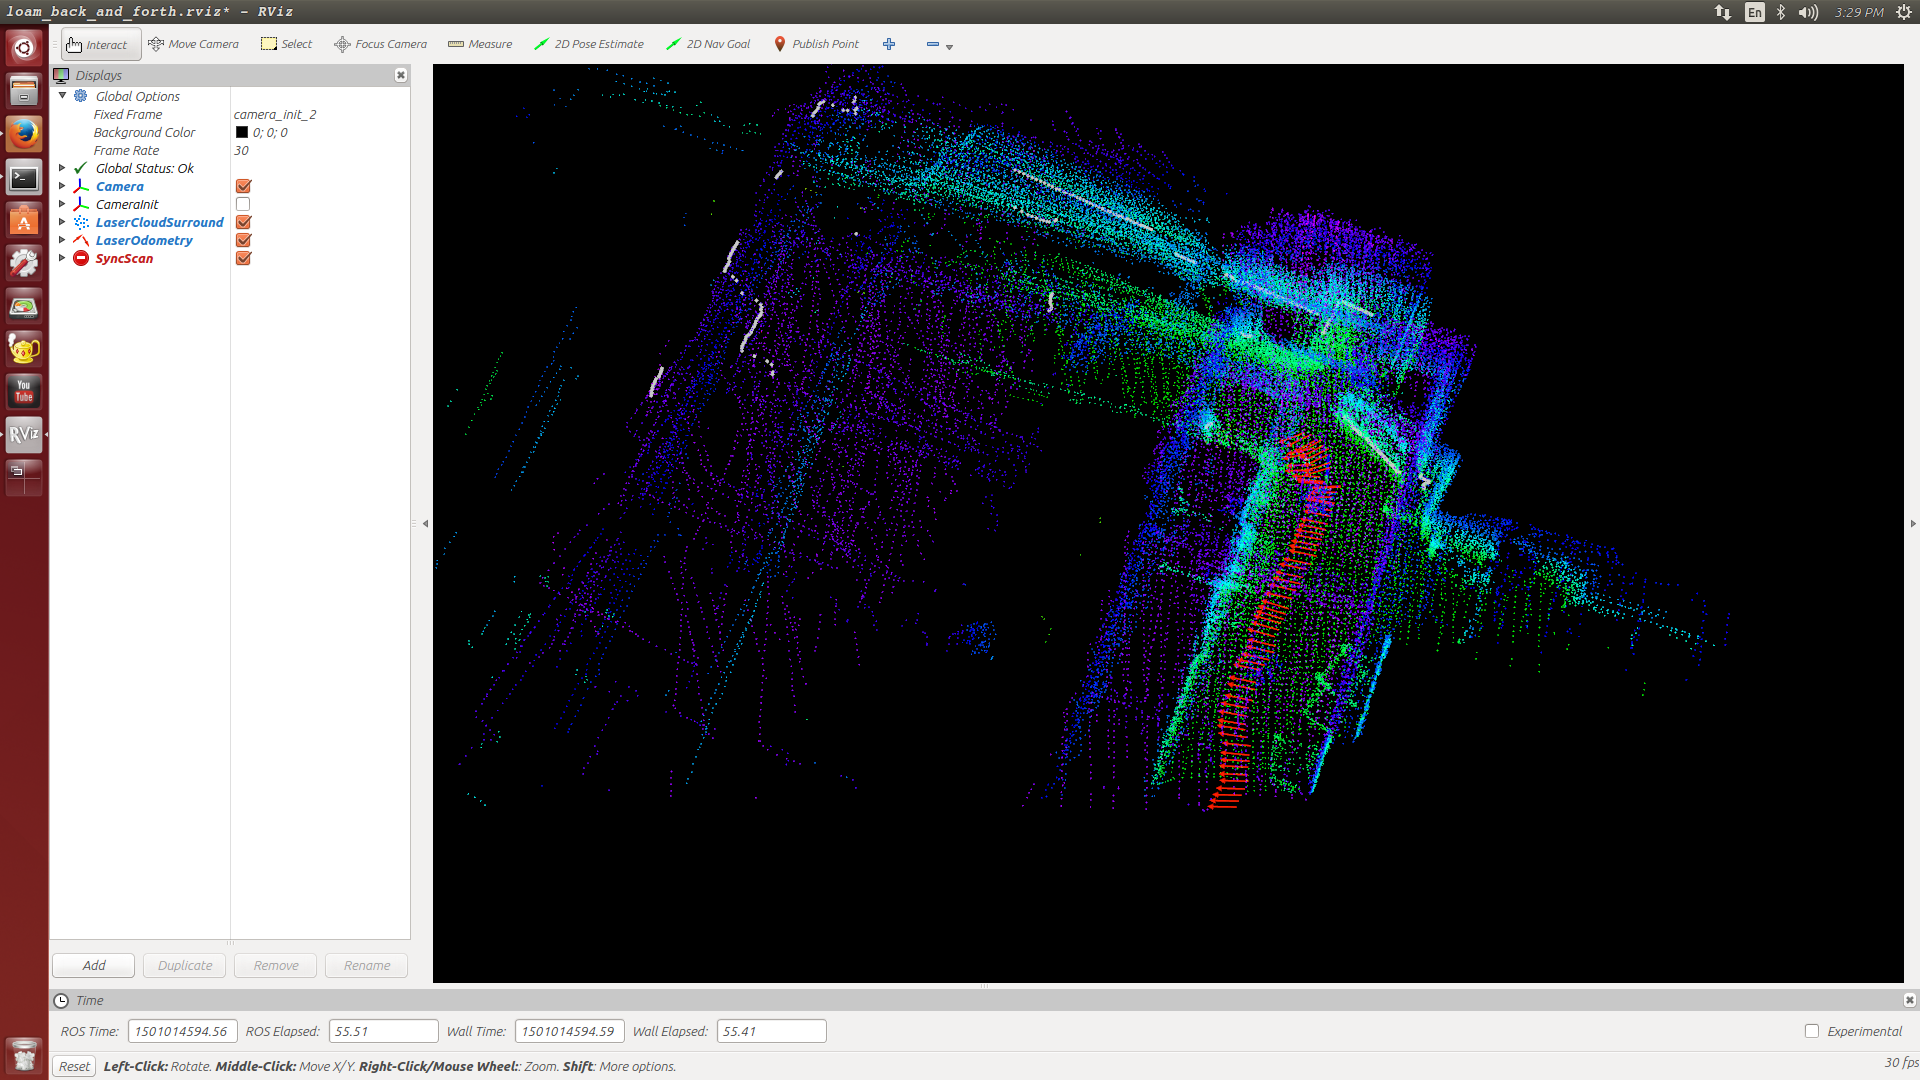 loam_back_and_forth.rviz* - RViz
En
3:29 PM
Interact
Move Camera
Select
Focus Camera
Measure
2D Pose Estimate
2D Nav Goal
Publish Point
Displays
Global Options
Fixed Frame camera_init_2
Background Color 0; 0; 0
Frame Rate 30
Global Status: Ok
Camera
CameraInit
LaserCloudSurround
LaserOdometry
SyncScan
You
Tube
RViz
Add Duplicate Remove Rename
Time
ROS Time: 1501014594.56 ROS Elapsed: 55.51 Wall Time: 1501014594.59 Wall Elapsed: 55.41 Experimental
Reset Left-Click: Rotate. Middle-Click: Move X/Y. Right-Click/Mouse Wheel:: Zoom. Shift: More options. 30 fps